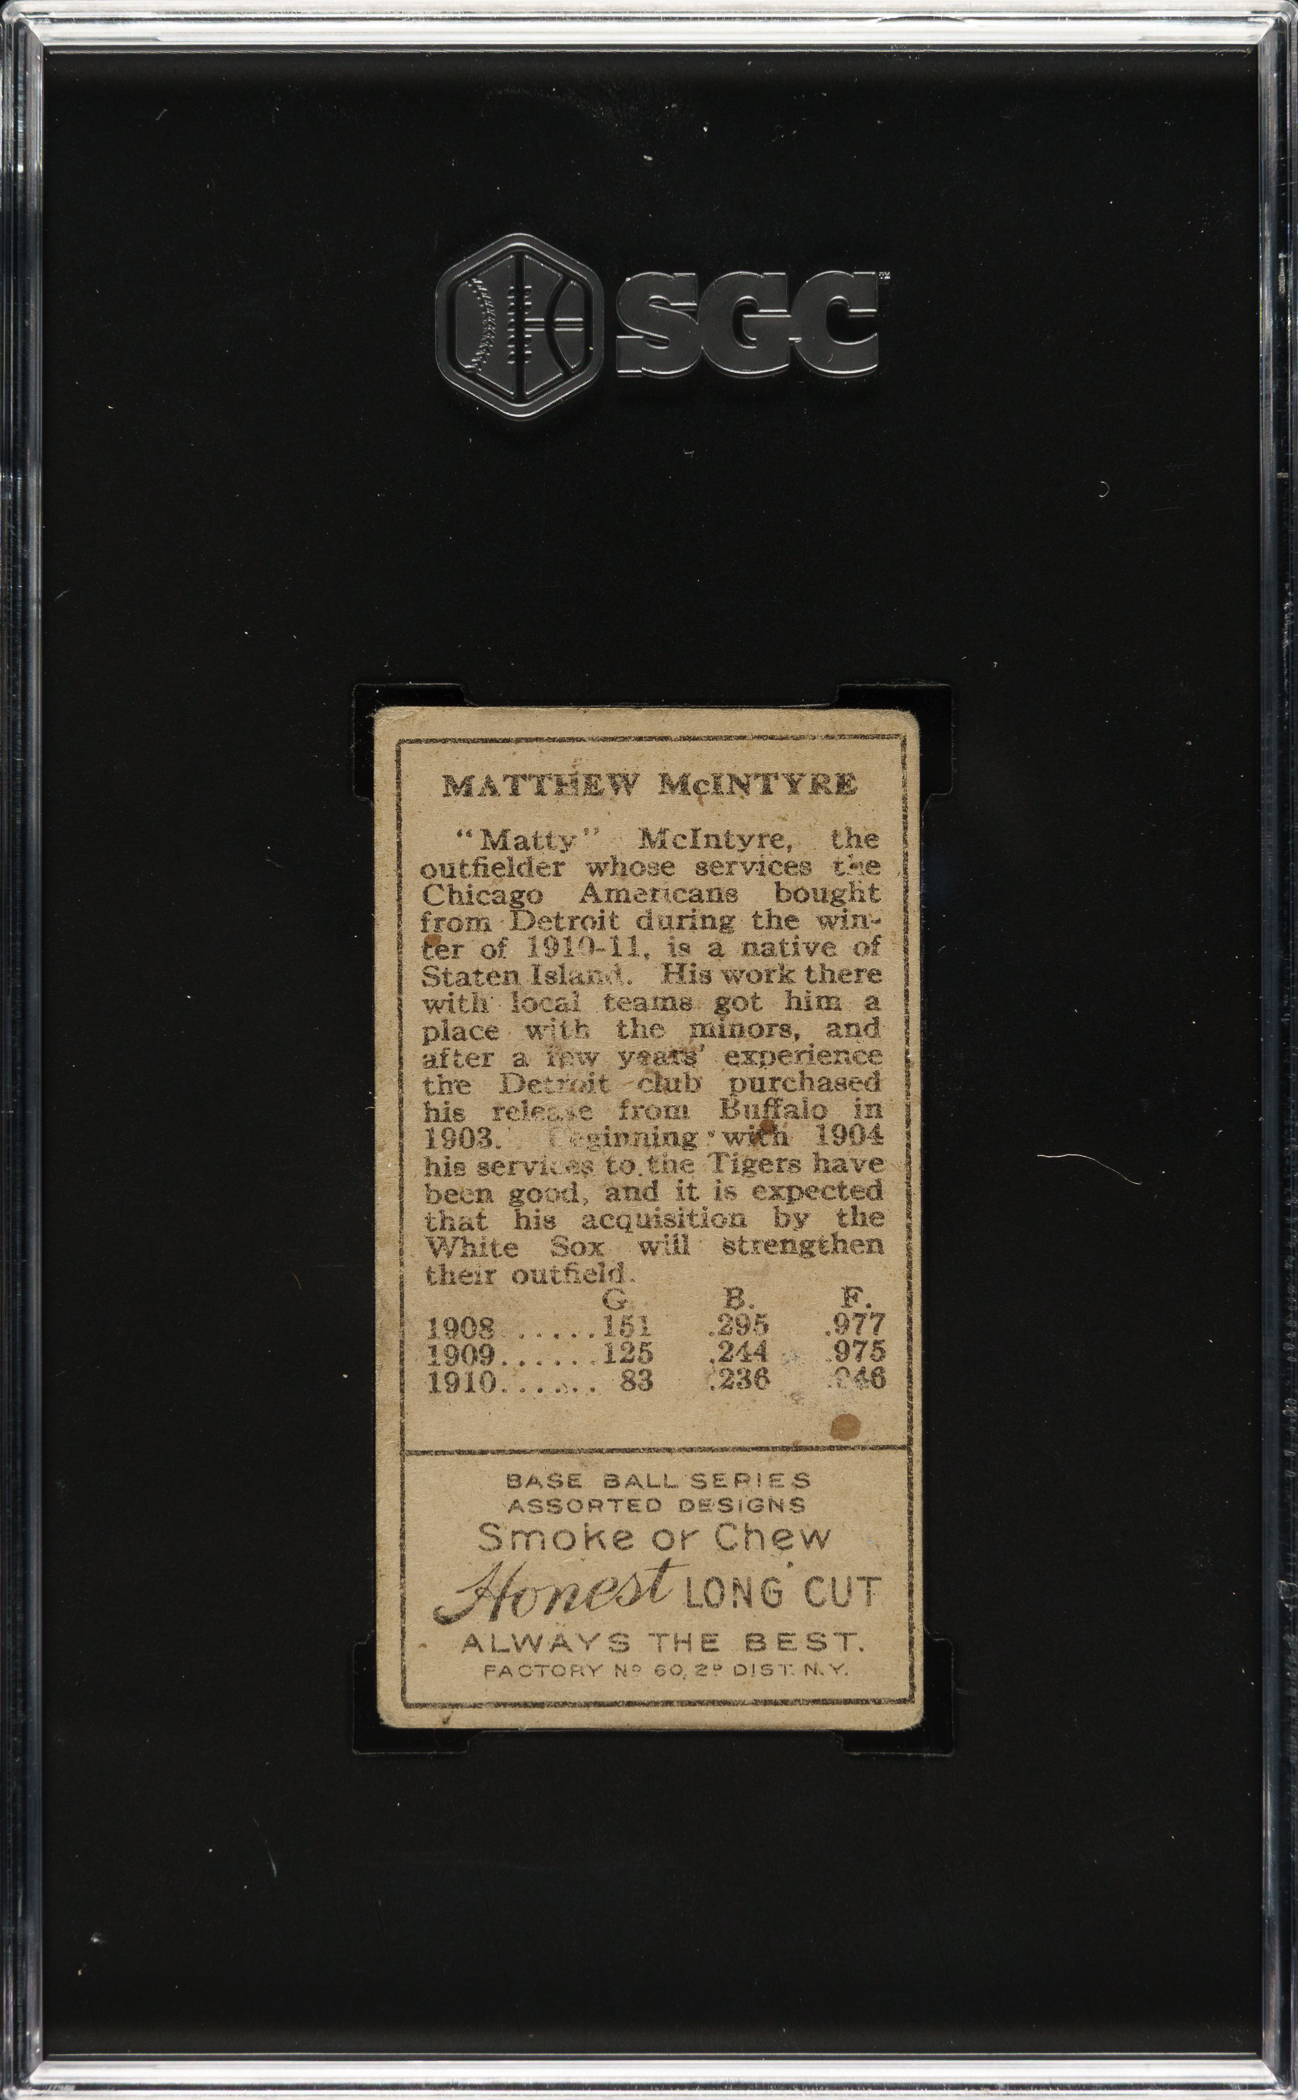 SGC™
MATTHEW McINTYRE
"Matty" McIntyre, the
outfielder whose services the
Chicago Americans bought
from Detroit during the win-
ter of 1910-11, is a native of
Staten Island. His work there
with local teams got him a
place with the minors, and
after a few years' experience
the Detroit club purchased
his release from Buffalo in
1903. Beginning with 1904
his services to the Tigers have
been good, and it is expected
that his acquisition by the
White Sox will strengthen
their outfield.
G. B. F.
1908 ......151 .295 .977
1909......125 .244 .975
1910...... 83 .236
BASE BALL SERIES
ASSORTED DESIGNS
Smoke or Chew
Honest LONG CUT
ALWAYS THE BEST.
FACTORY Nº 60, 2ᴰ DIST. N.Y.